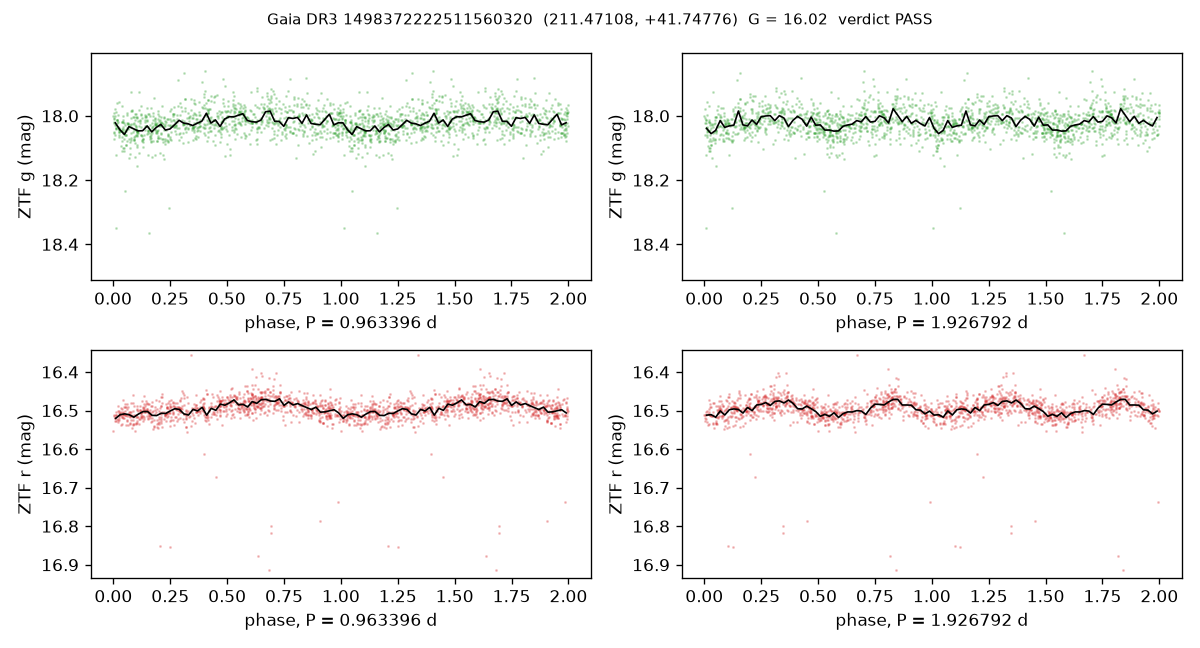 Gaia DR3 1498372222511560320 (211.47108, +41.74776) G = 16.02 verdict PASS
ZTF g (mag)
18.0
18.2
18.4
0.00 0.25 0.50 0.75 1.00 1.25 1.50 1.75 2.00
phase, P = 0.963396 d
ZTF g (mag)
18.0
18.2
18.4
0.00 0.25 0.50 0.75 1.00 1.25 1.50 1.75 2.00
phase, P = 1.926792 d
ZTF r (mag)
16.4
16.5
16.6
16.7
16.8
16.9
0.00 0.25 0.50 0.75 1.00 1.25 1.50 1.75 2.00
phase, P = 0.963396 d
ZTF r (mag)
16.4
16.5
16.6
16.7
16.8
16.9
0.00 0.25 0.50 0.75 1.00 1.25 1.50 1.75 2.00
phase, P = 1.926792 d